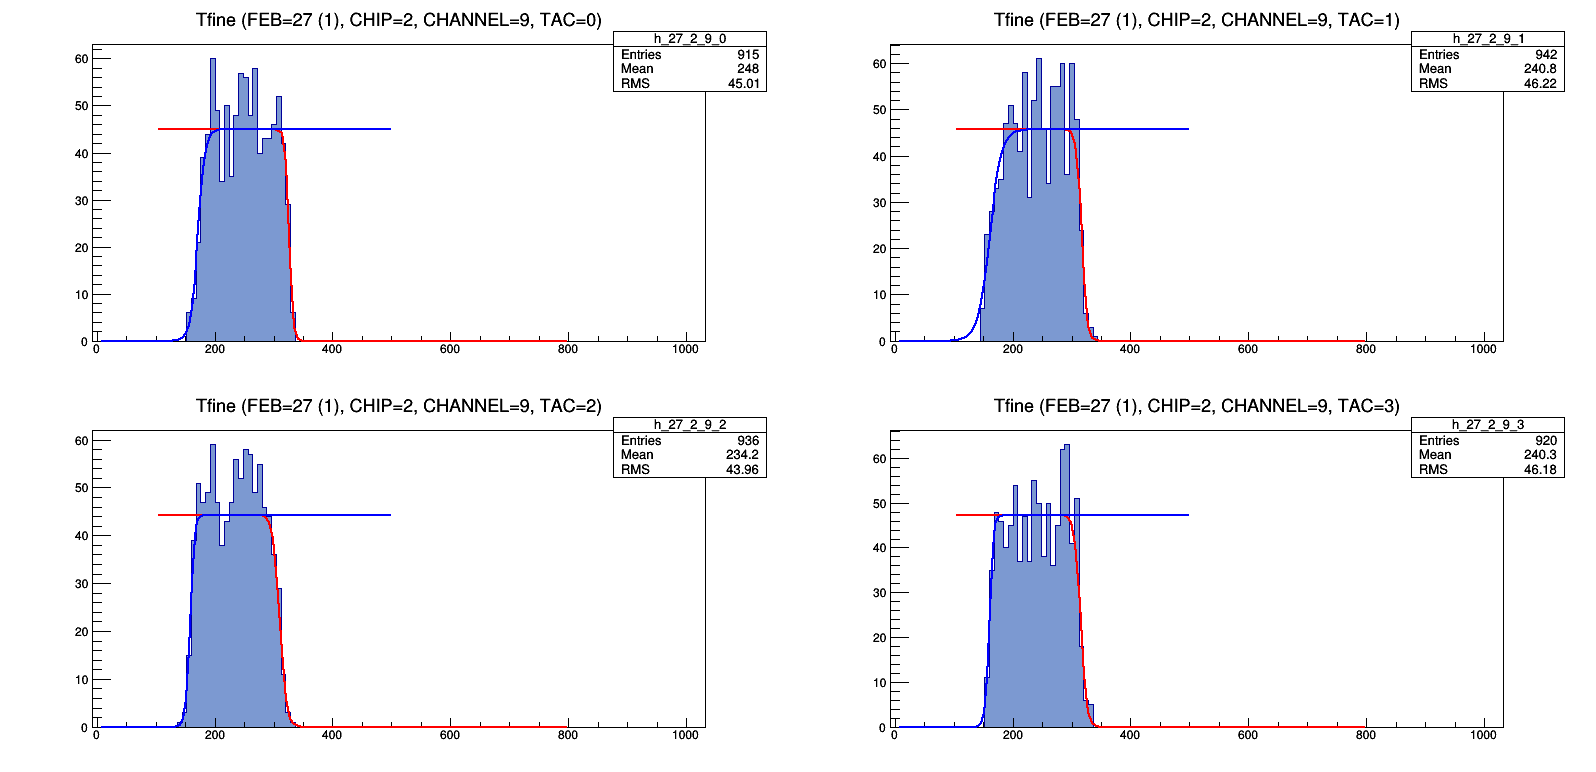 Tfine (FEB=27 (1), CHIP=2, CHANNEL=9, TAC=0)
h_27_2_9_0
Entries 915
Mean 248
RMS 45.01
60
50
40
30
20
10
0
0 200 400 600 800 1000
Tfine (FEB=27 (1), CHIP=2, CHANNEL=9, TAC=1)
h_27_2_9_1
Entries 942
Mean 240.8
RMS 46.22
60
50
40
30
20
10
0
0 200 400 600 800 1000
Tfine (FEB=27 (1), CHIP=2, CHANNEL=9, TAC=2)
h_27_2_9_2
Entries 936
Mean 234.2
RMS 43.96
60
50
40
30
20
10
0
0 200 400 600 800 1000
Tfine (FEB=27 (1), CHIP=2, CHANNEL=9, TAC=3)
h_27_2_9_3
Entries 920
Mean 240.3
RMS 46.18
60
50
40
30
20
10
0
0 200 400 600 800 1000